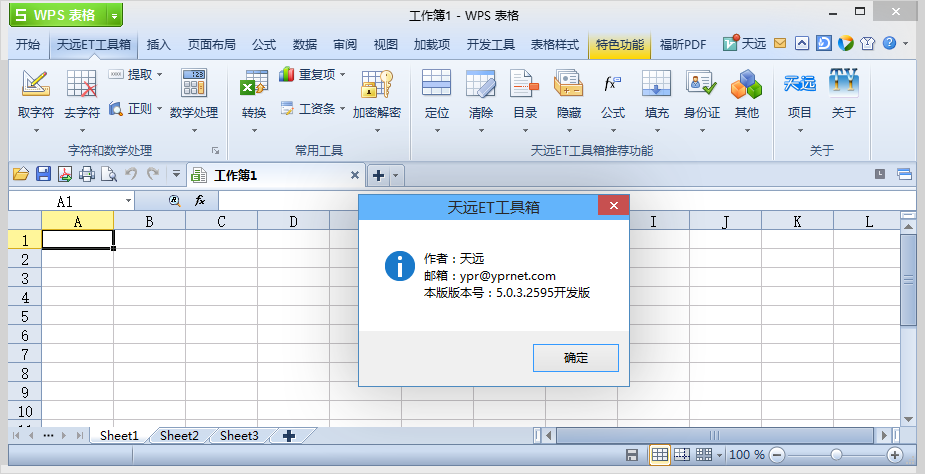 S WPS 表格
工作簿1 - WPS 表格
开始 天远ET工具箱 插入 页面布局 公式 数据 审阅 视图 加载项 开发工具 表格样式 特色功能 福昕PDF 天远
取字符 去字符 提取 正则 数学处理 转换 重复项 工资条 加密解密 定位 清除 目录 隐藏 公式 填充 身份证 其他 项目 关于
字符和数学处理 常用工具 天远ET工具箱推荐功能 关于
工作簿1
A1 fx
A B C D I J K L
1
2
3
4
5
6
7
8
9
10
11
天远ET工具箱
作者：天远
邮箱：ypr@yprnet.com
本版版本号：5.0.3.2595开发版
确定
Sheet1 Sheet2 Sheet3
100 %